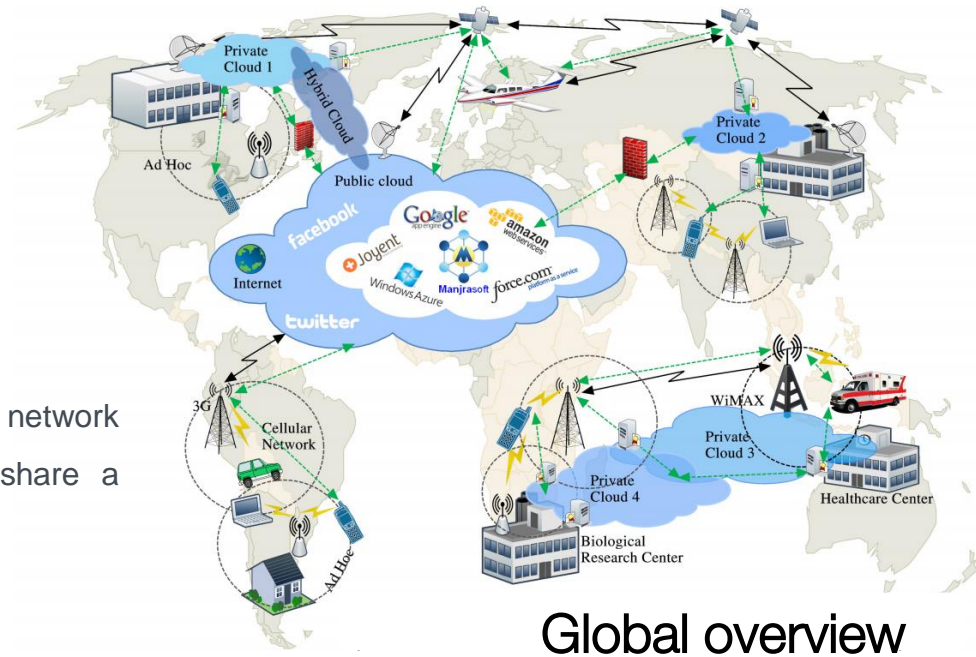 Private
Cloud 1
Hybrid Cloud
Ad Hoc
Public cloud
Private
Cloud 2
facebook
Google
app engine
amazon
web services
Joyent
Internet
Windows Azure
Manjrasoft
force.com
platform as a service
twitter
3G
Cellular
Network
network
share a
Ad Hoc
WiMAX
Private
Cloud 3
Private
Cloud 4
Healthcare Center
Biological
Research Center
Global overview